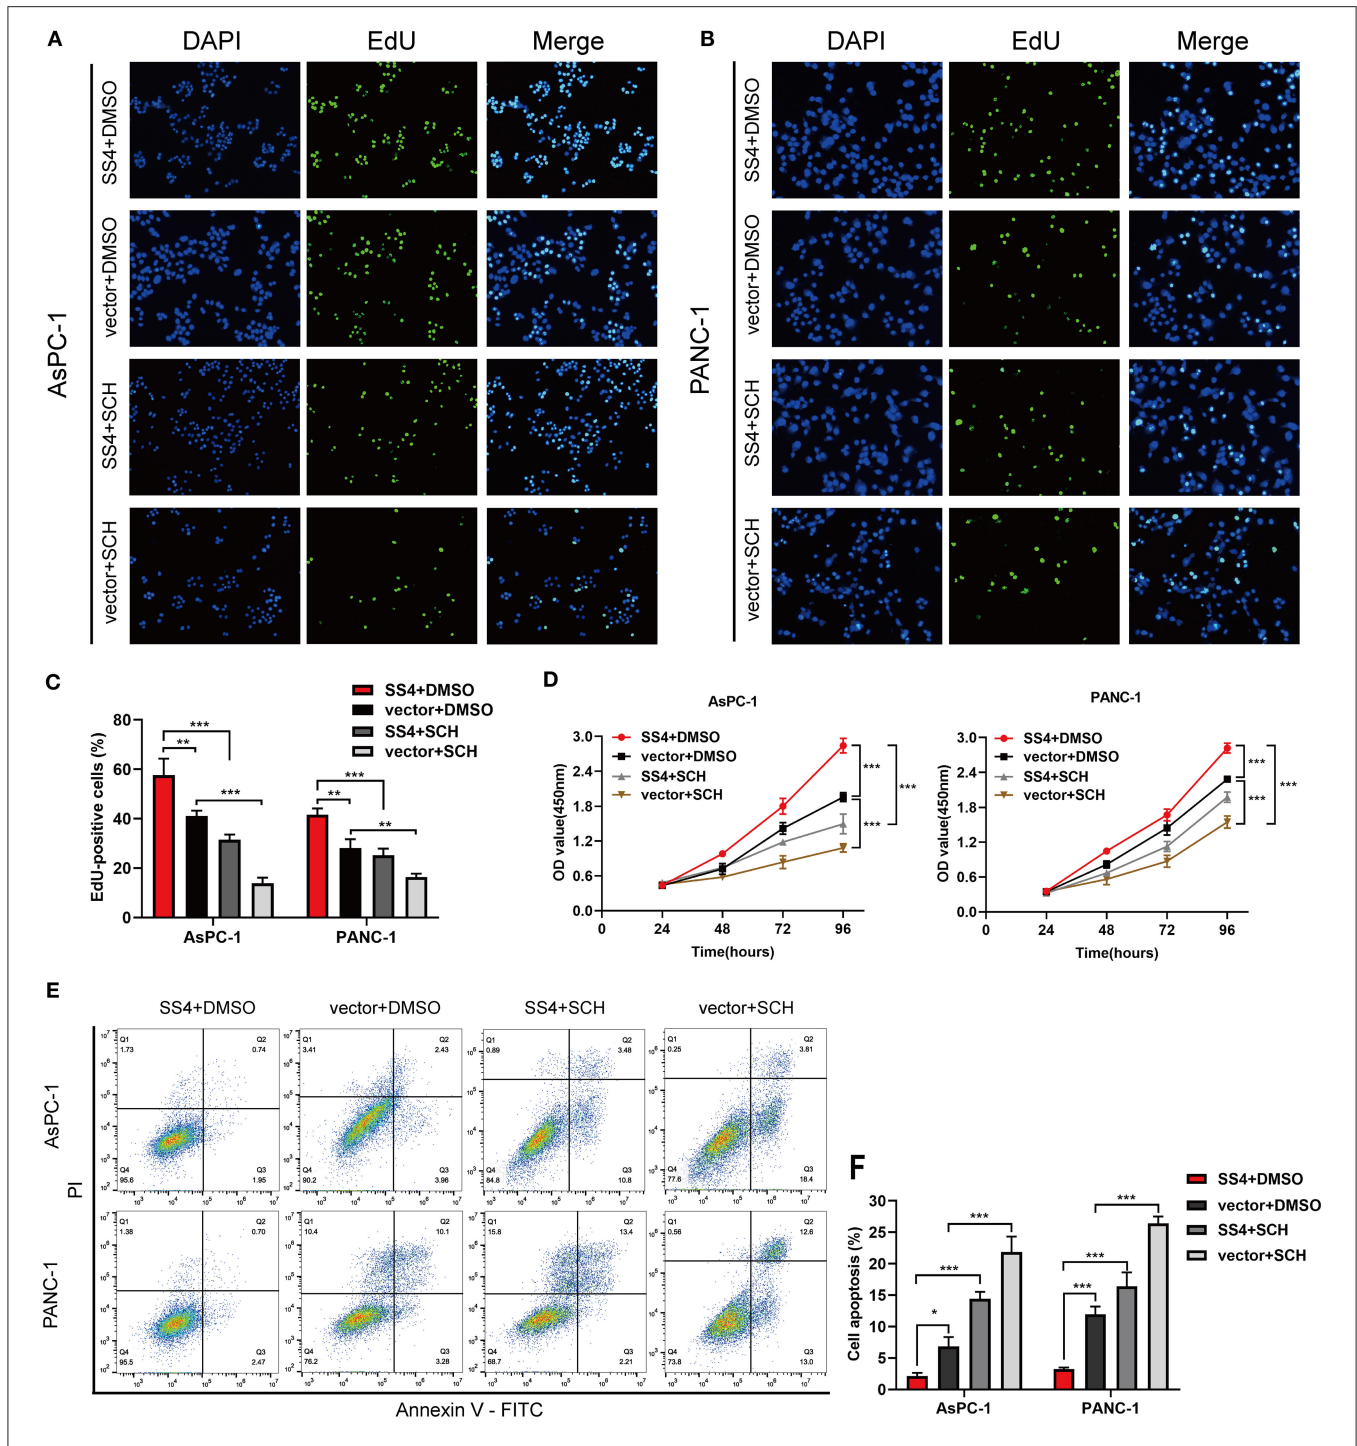 A
DAPI
EdU
Merge
SS4+DMSO
vector+DMSO
SS4+SCH
vector+SCH
AsPC-1
B
DAPI
EdU
Merge
SS4+DMSO
vector+DMSO
SS4+SCH
vector+SCH
PANC-1
C
SS4+DMSO
vector+DMSO
SS4+SCH
vector+SCH
EdU-positive cells (%)
80
60
40
20
0
***
**
***
***
**
**
AsPC-1
PANC-1
D
AsPC-1
SS4+DMSO
vector+DMSO
SS4+SCH
vector+SCH
OD value(450nm)
3.0
2.4
1.8
1.2
0.6
0.0
0
24
48
72
96
Time(hours)
***
***
***
PANC-1
SS4+DMSO
vector+DMSO
SS4+SCH
vector+SCH
OD value(450nm)
3.0
2.4
1.8
1.2
0.6
0.0
0
24
48
72
96
Time(hours)
***
***
***
E
SS4+DMSO
vector+DMSO
SS4+SCH
vector+SCH
PI
AsPC-1
Q1
1.73
Q2
0.74
Q4
95.6
Q3
1.95
Q1
3.41
Q2
2.43
Q4
90.2
Q3
3.96
Q1
0.89
Q2
3.48
Q4
84.8
Q3
10.8
Q1
0.25
Q2
3.81
Q4
77.6
Q3
18.4
PANC-1
Q1
1.38
Q2
0.70
Q4
95.5
Q3
2.47
Q1
10.4
Q2
10.1
Q4
76.2
Q3
3.28
Q1
15.8
Q2
13.4
Q4
68.7
Q3
2.21
Q1
0.56
Q2
12.6
Q4
73.8
Q3
13.0
Annexin V - FITC
F
SS4+DMSO
vector+DMSO
SS4+SCH
vector+SCH
Cell apoptosis (%)
30
25
20
15
10
5
0
*
***
***
***
***
***
AsPC-1
PANC-1